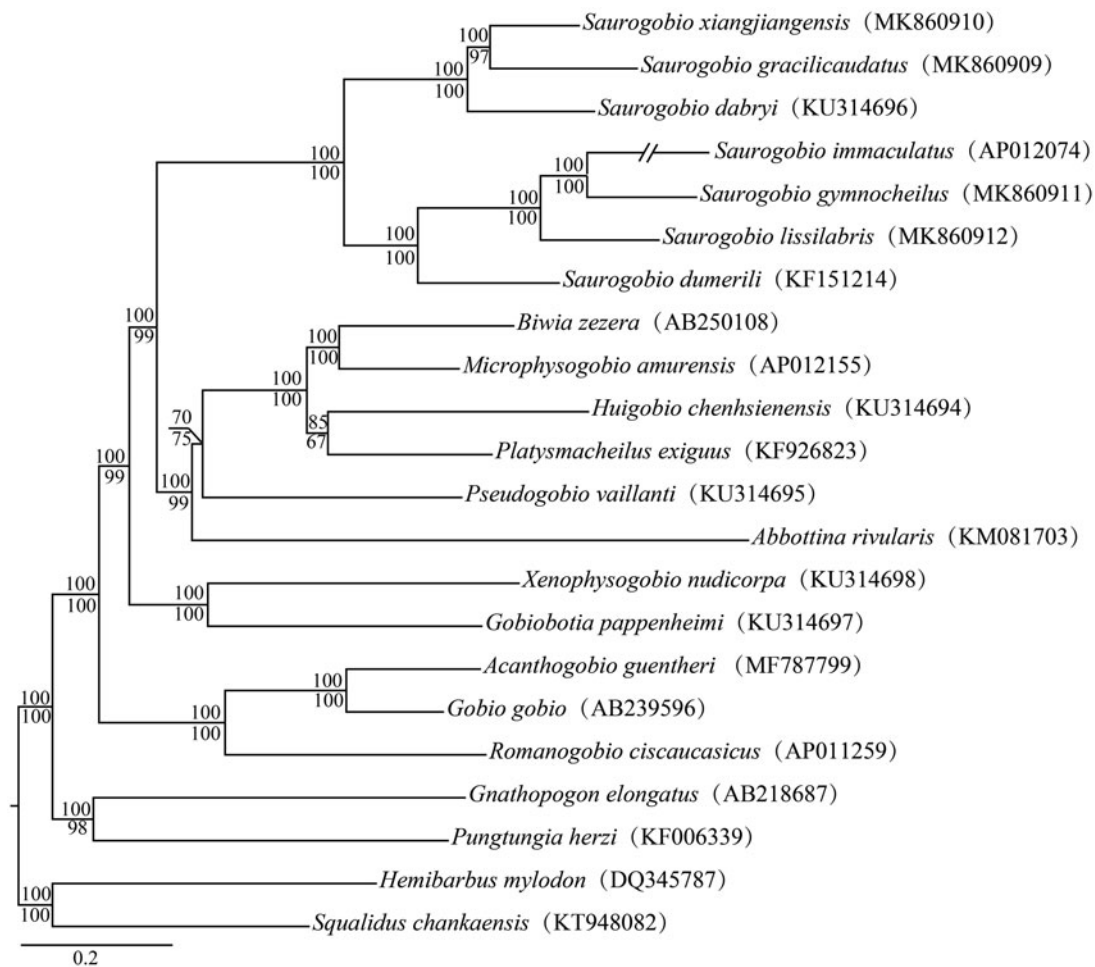 Saurogobio xiangjiangensis（MK860910）
100
97
Saurogobio gracilicaudatus（MK860909）
100
100
Saurogobio dabryi（KU314696）
100
100
Saurogobio immaculatus（AP012074）
100
100
Saurogobio gymnocheilus（MK860911）
100
100
Saurogobio lissilabris（MK860912）
100
100
Saurogobio dumerili（KF151214）
100
99
Biwia zezera（AB250108）
100
100
Microphysogobio amurensis（AP012155）
100
100
Huigobio chenhsienensis（KU314694）
85
67
70
75
Platysmacheilus exiguus（KF926823）
100
99
Pseudogobio vaillanti（KU314695）
100
99
Abbottina rivularis（KM081703）
100
100
Xenophysogobio nudicorpa（KU314698）
100
100
Gobiobotia pappenheimi（KU314697）
Acanthogobio guentheri（MF787799）
100
100
Gobio gobio（AB239596）
100
100
100
100
Romanogobio ciscaucasicus（AP011259）
Gnathopogon elongatus（AB218687）
100
98
Pungtungia herzi（KF006339）
Hemibarbus mylodon（DQ345787）
100
100
Squalidus chankaensis（KT948082）
0.2